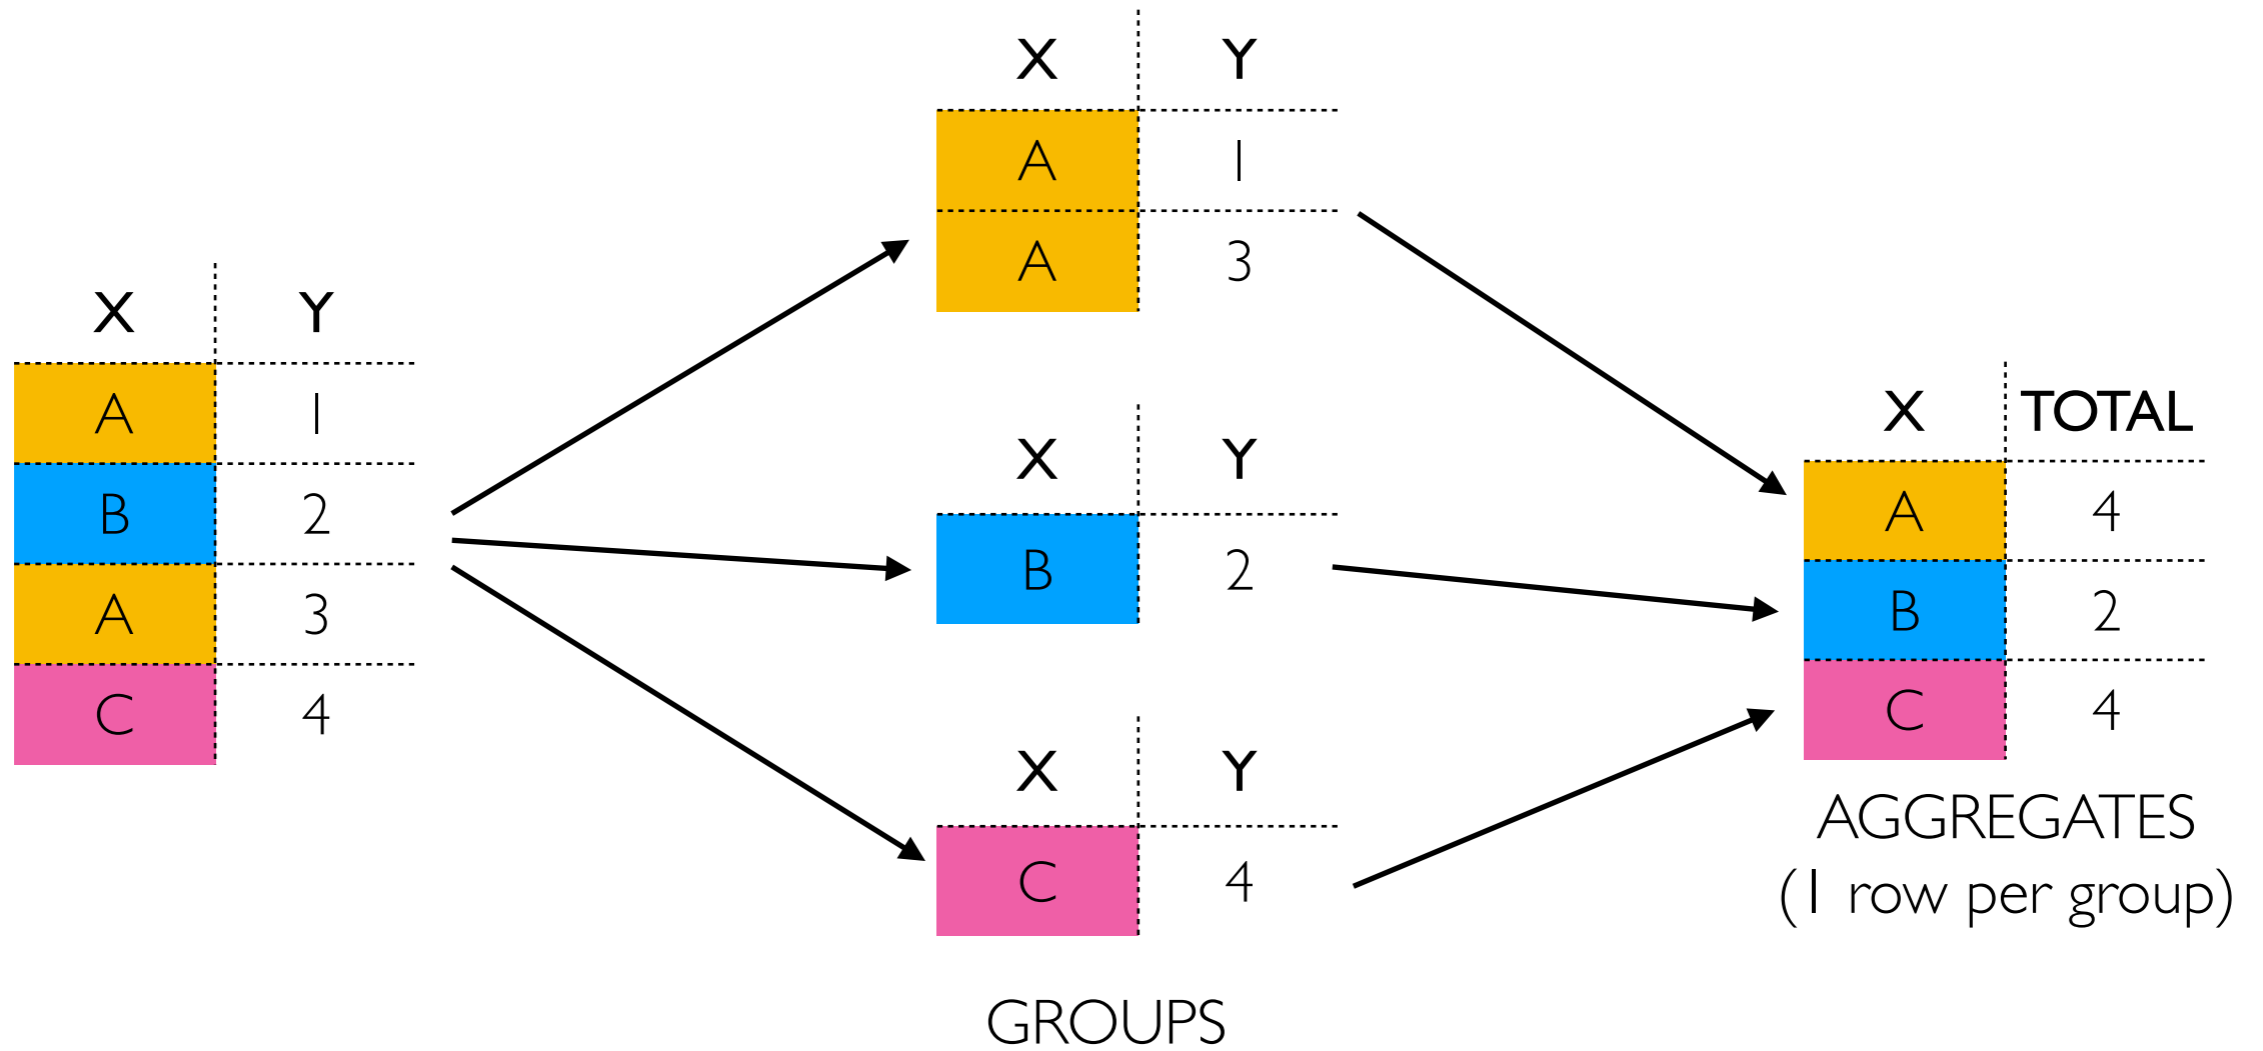 X Y
A 1
B 2
A 3
C 4
X Y
A 1
A 3
X Y
B 2
X Y
C 4
GROUPS
X TOTAL
A 4
B 2
C 4
AGGREGATES
(1 row per group)